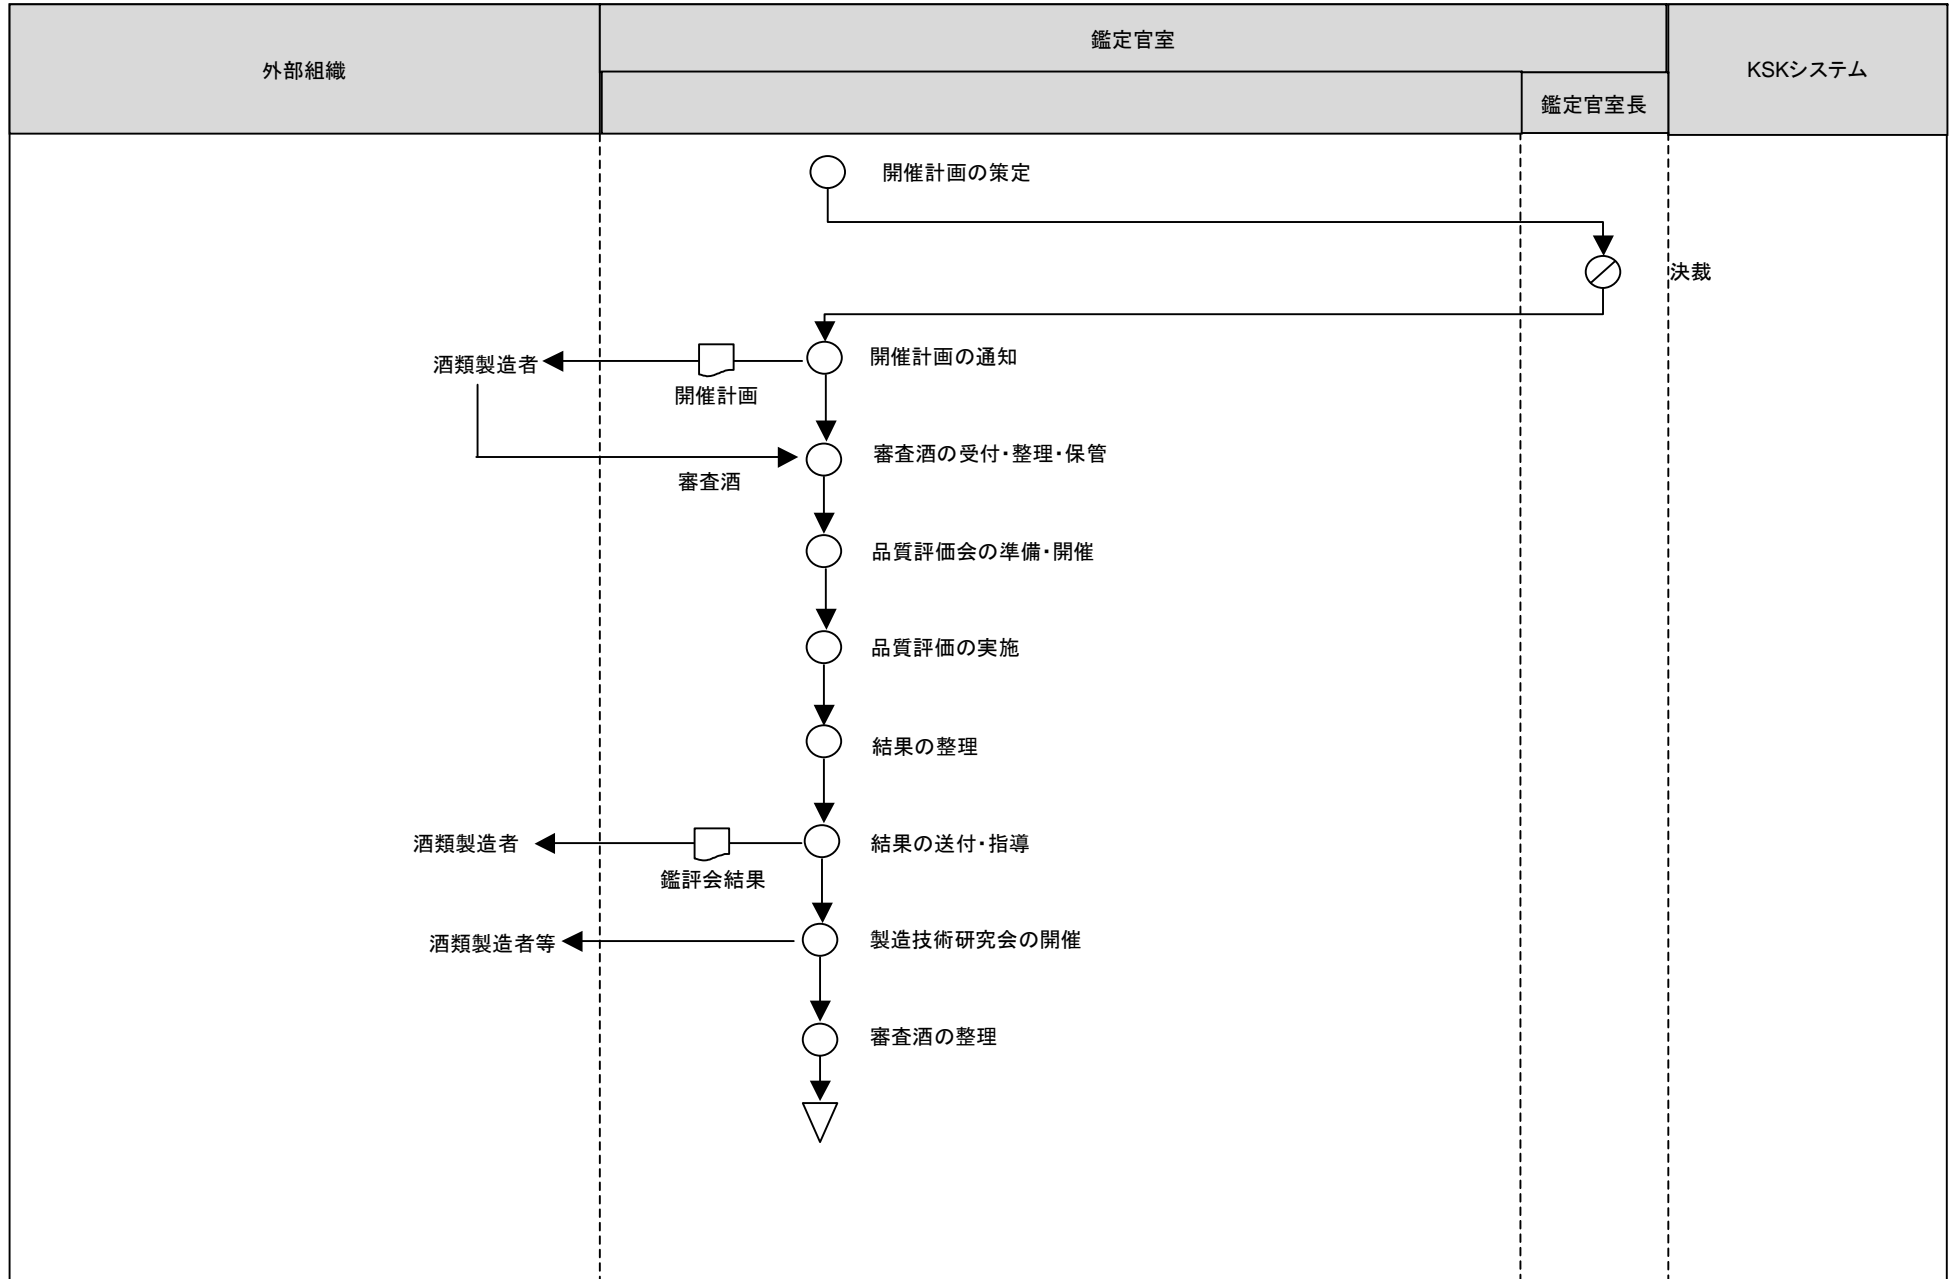 外部組織
鑑定官室
鑑定官室長
KSKシステム
開催計画の策定
決裁
開催計画の通知
酒類製造者
開催計画
審査酒の受付・整理・保管
審査酒
品質評価会の準備・開催
品質評価の実施
結果の整理
酒類製造者
結果の送付・指導
鑑評会結果
酒類製造者等
製造技術研究会の開催
審査酒の整理